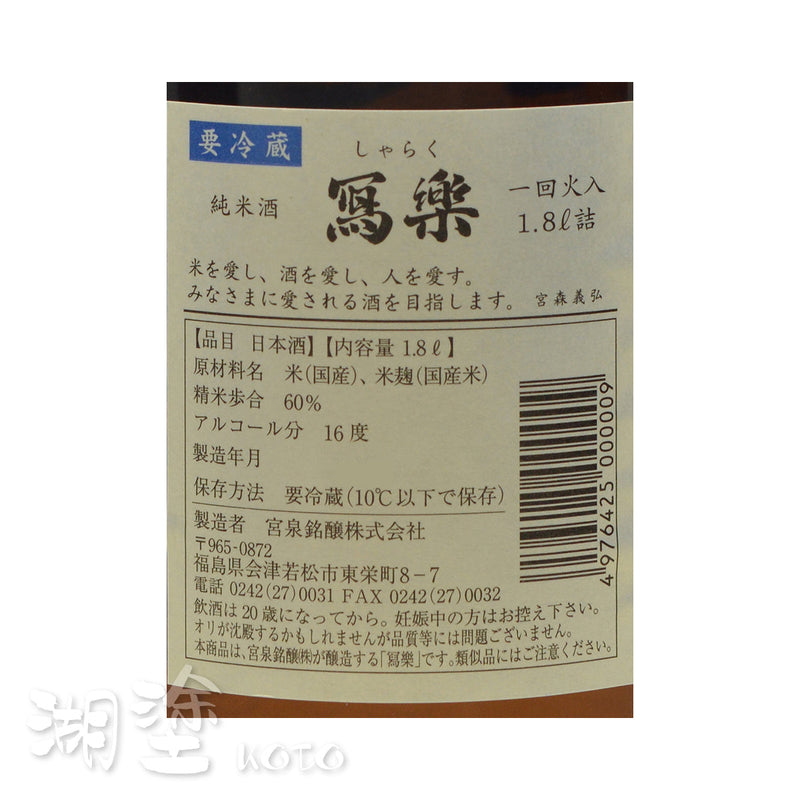 要冷蔵
しゃらく
純米酒
寫樂
一回火入
1.8ℓ詰
米を愛し、酒を愛し、人を愛す。
みなさまに愛される酒を目指します。 宮森義弘
【品目 日本酒】【内容量 1.8ℓ】
原材料名 米(国産)、米麹(国産米)
精米歩合 60%
アルコール分 16度
製造年月
保存方法 要冷蔵(10℃以下で保存)
製造者 宮泉銘醸株式会社
〒965-0872
福島県会津若松市東栄町8-7
電話 0242(27)0031 FAX 0242(27)0032
飲酒は20歳になってから。妊娠中の方はお控え下さい。
オリが沈殿するかもしれませんが品質等には問題ございません。
本商品は、宮泉銘醸㈱が醸造する「寫樂」です。類似品にはご注意ください。
4 976425 000009
湖塗 KOTO